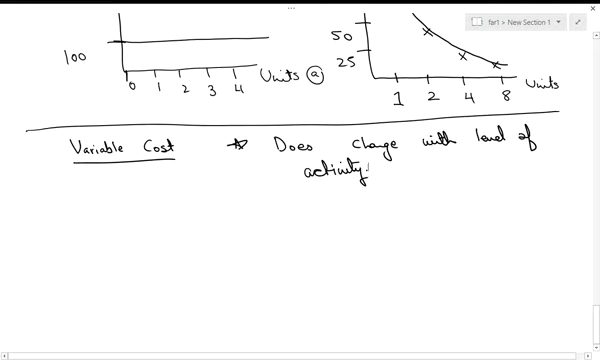 far1 > New Section 1
100
0 1 2 3 4
Units @
50
25
1 2 4 8
Units
Variable Cost * Does change with level of
activity